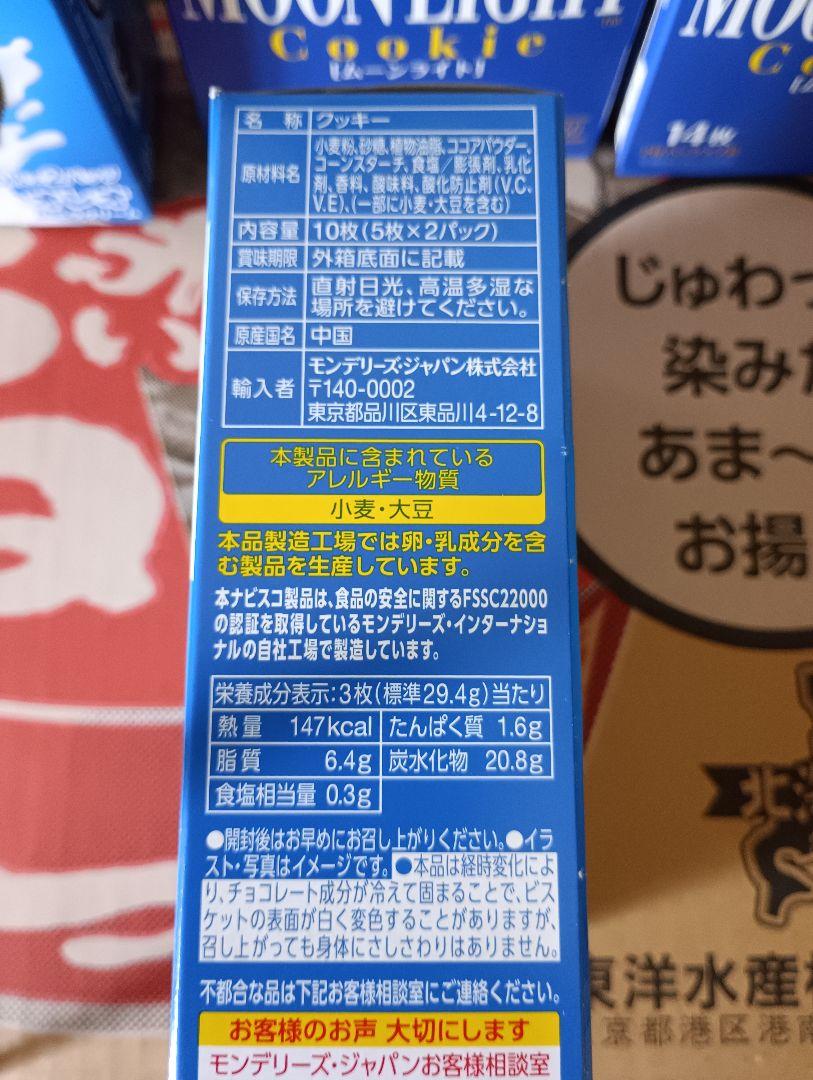 MOONLIGHT
Cookie
[ムーンライト]
14枚
名称 クッキー
原材料名 小麦粉、砂糖、植物油脂、ココアパウダー、
コーンスターチ、食塩／膨張剤、乳化
剤、香料、酸味料、酸化防止剤(V.C、
V.E)、(一部に小麦・大豆を含む)
内容量 10枚(5枚×2パック)
賞味期限 外箱底面に記載
保存方法 直射日光、高温多湿な
場所を避けてください。
原産国名 中国
輸入者 モンデリーズ・ジャパン株式会社
〒140-0002
東京都品川区東品川4-12-8
本製品に含まれている
アレルギー物質
小麦・大豆
本品製造工場では卵・乳成分を含
む製品を生産しています。
本ナビスコ製品は、食品の安全に関するFSSC22000
の認証を取得しているモンデリーズ・インターナショ
ナルの自社工場で製造しています。
栄養成分表示:3枚(標準29.4g)当たり
熱量 147kcal たんぱく質 1.6g
脂質 6.4g 炭水化物 20.8g
食塩相当量 0.3g
●開封後はお早めにお召し上がりください。●イラ
スト・写真はイメージです。●本品は経時変化によ
り、チョコレート成分が冷えて固まることで、ビス
ケットの表面が白く変色することがありますが、
召し上がっても身体にさしさわりはありません。
不都合な品は下記お客様相談室にご連絡ください。
お客様のお声 大切にします
モンデリーズ・ジャパンお客様相談室
じゅわっ
染み
あま〜
お揚
東洋水産
京都港区港南